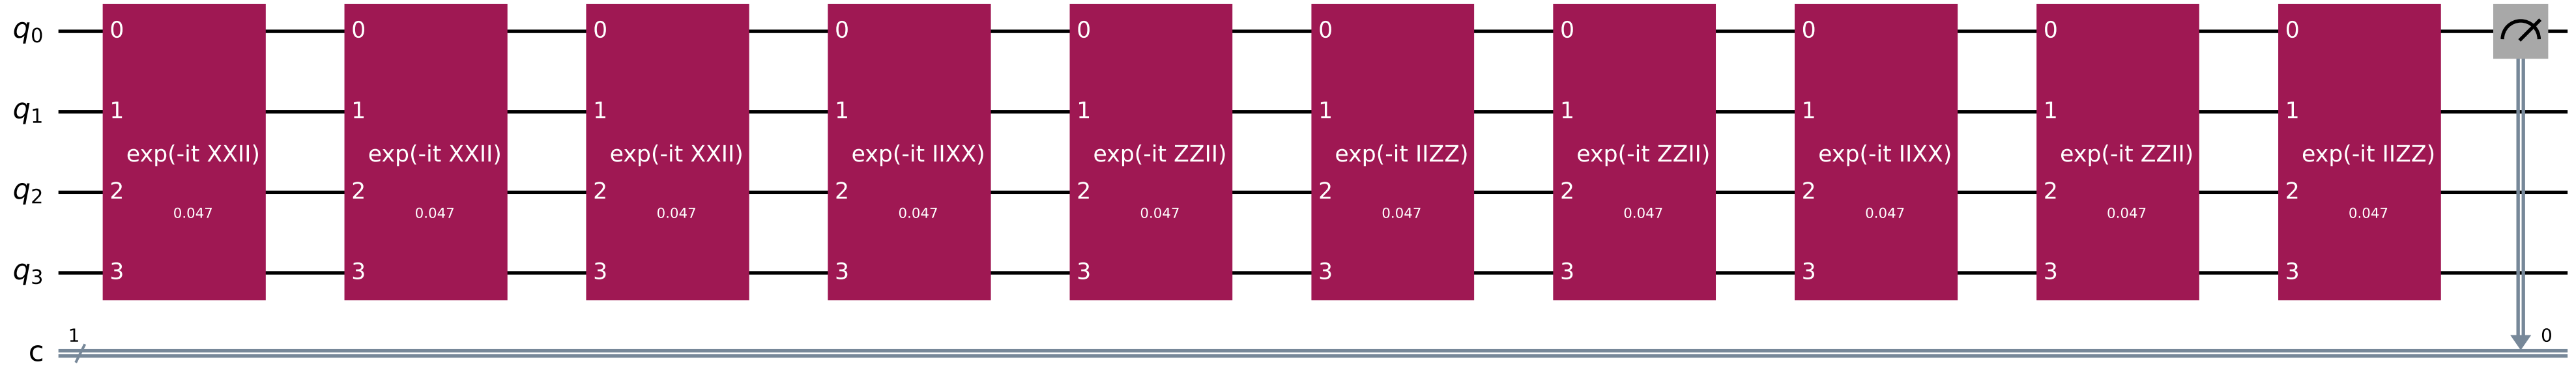 q0 0 0 0 0 0 0 0 0 0 0
q1 1 1 1 1 1 1 1 1 1 1
exp(-it XXII) exp(-it XXII) exp(-it XXII) exp(-it IIXX) exp(-it ZZII) exp(-it IIZZ) exp(-it ZZII) exp(-it IIXX) exp(-it ZZII) exp(-it IIZZ)
q2 2 2 2 2 2 2 2 2 2 2
0.047 0.047 0.047 0.047 0.047 0.047 0.047 0.047 0.047 0.047
q3 3 3 3 3 3 3 3 3 3 3
1 0
c